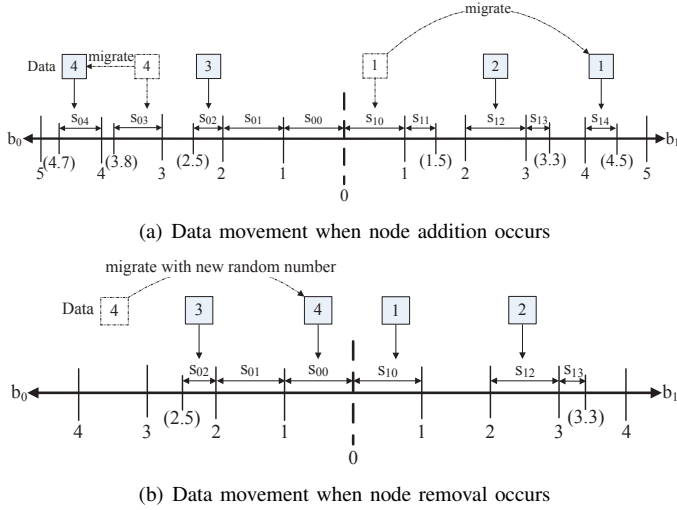 migrate
migrate
Data 4 4 3 1 2 1
s04 s03 s02 s01 s00 s10 s11 s12 s13 s14
b0 b1
(4.7) (3.8) (2.5) (1.5) (3.3) (4.5)
5 4 3 2 1 1 2 3 4 5
0
(a) Data movement when node addition occurs
migrate with new random number
Data 4 3 4 1 2
s02 s01 s00 s10 s12 s13
b0 b1
(2.5) (3.3)
4 3 2 1 1 2 3 4
0
(b) Data movement when node removal occurs